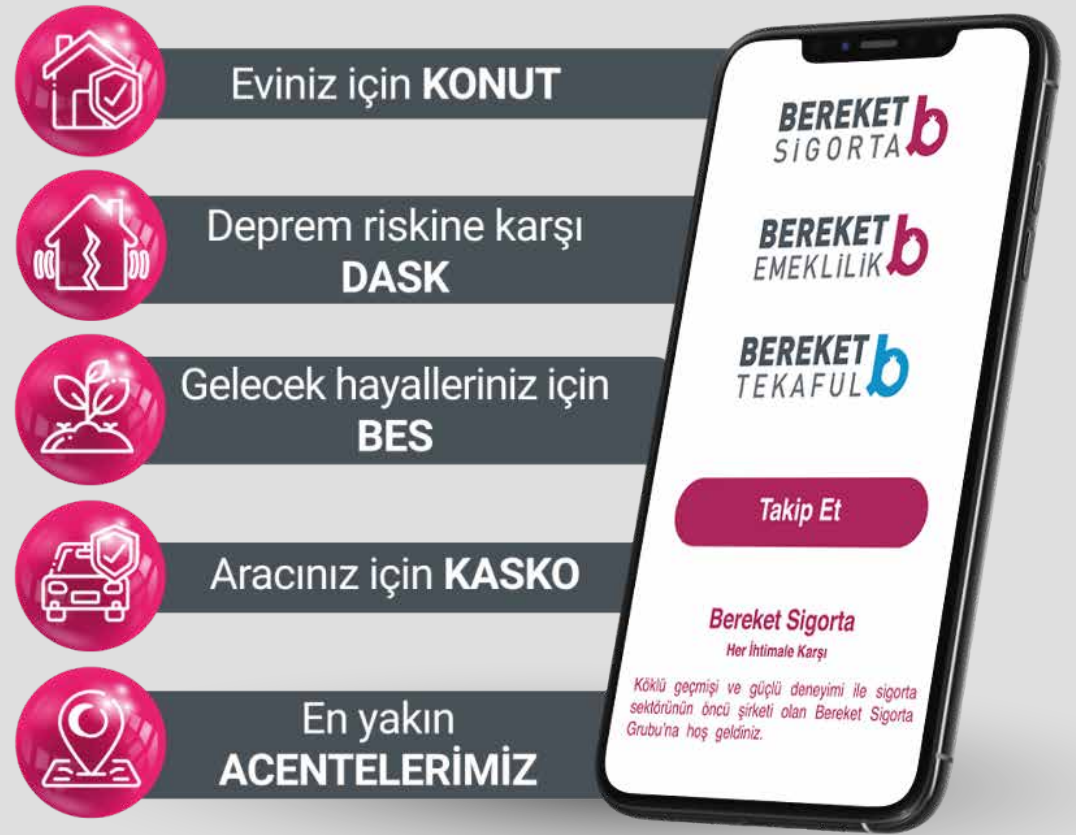 Eviniz için KONUT
Deprem riskine karşı
DASK
Gelecek hayalleriniz için
BES
Aracınız için KASKO
En yakın
ACENTELERİMİZ
BEREKET
SİGORTA
BEREKET
EMEKLİLİK
BEREKET
TEKAFUL
Takip Et
Bereket Sigorta
Her İhtimale Karşı
Köklü geçmişi ve güçlü deneyimi ile sigorta
sektörünün öncü şirketi olan Bereket Sigorta
Grubu'na hoş geldiniz.